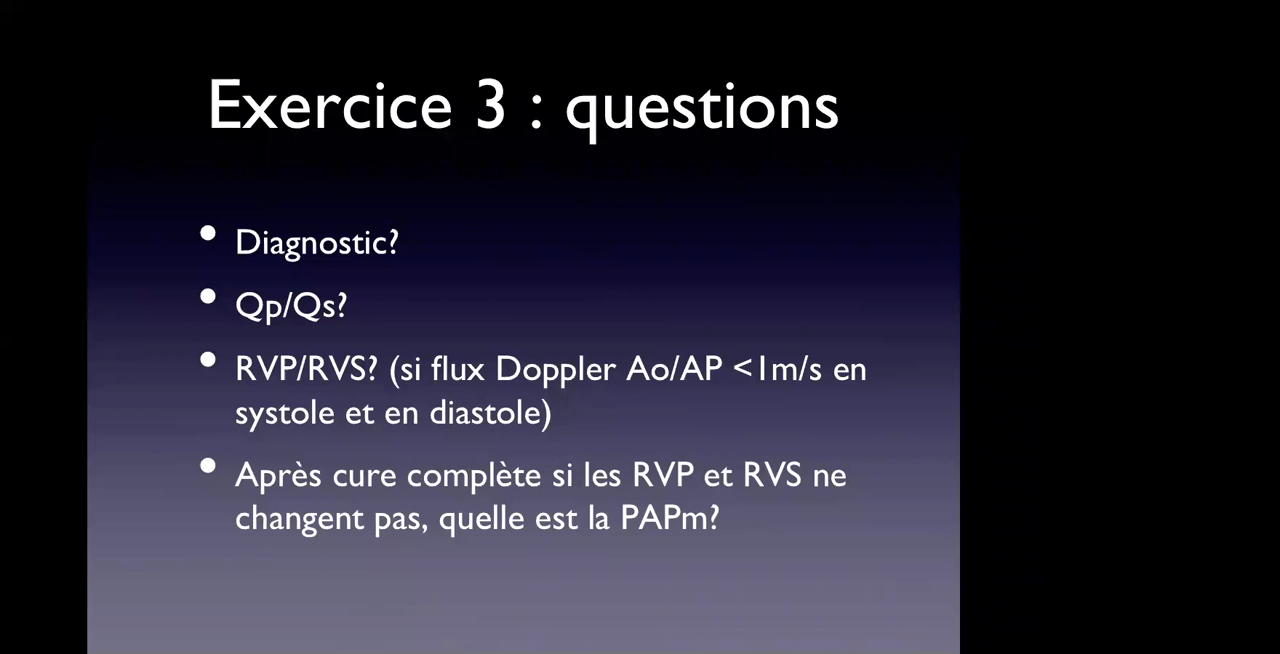 Exercice 3 : questions
• Diagnostic?
• Qp/Qs?
• RVP/RVS? (si flux Doppler Ao/AP <1m/s en
systole et en diastole)
• Après cure complète si les RVP et RVS ne
changent pas, quelle est la PAPm?